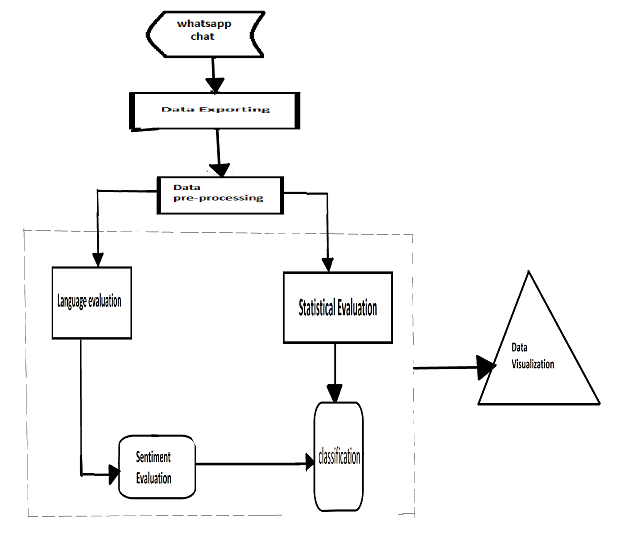 whatsapp
chat
Data Exporting
Data
pre-processing
Language evaluation
Statistical Evaluation
Data
Visualization
Sentiment
Evaluation
classification